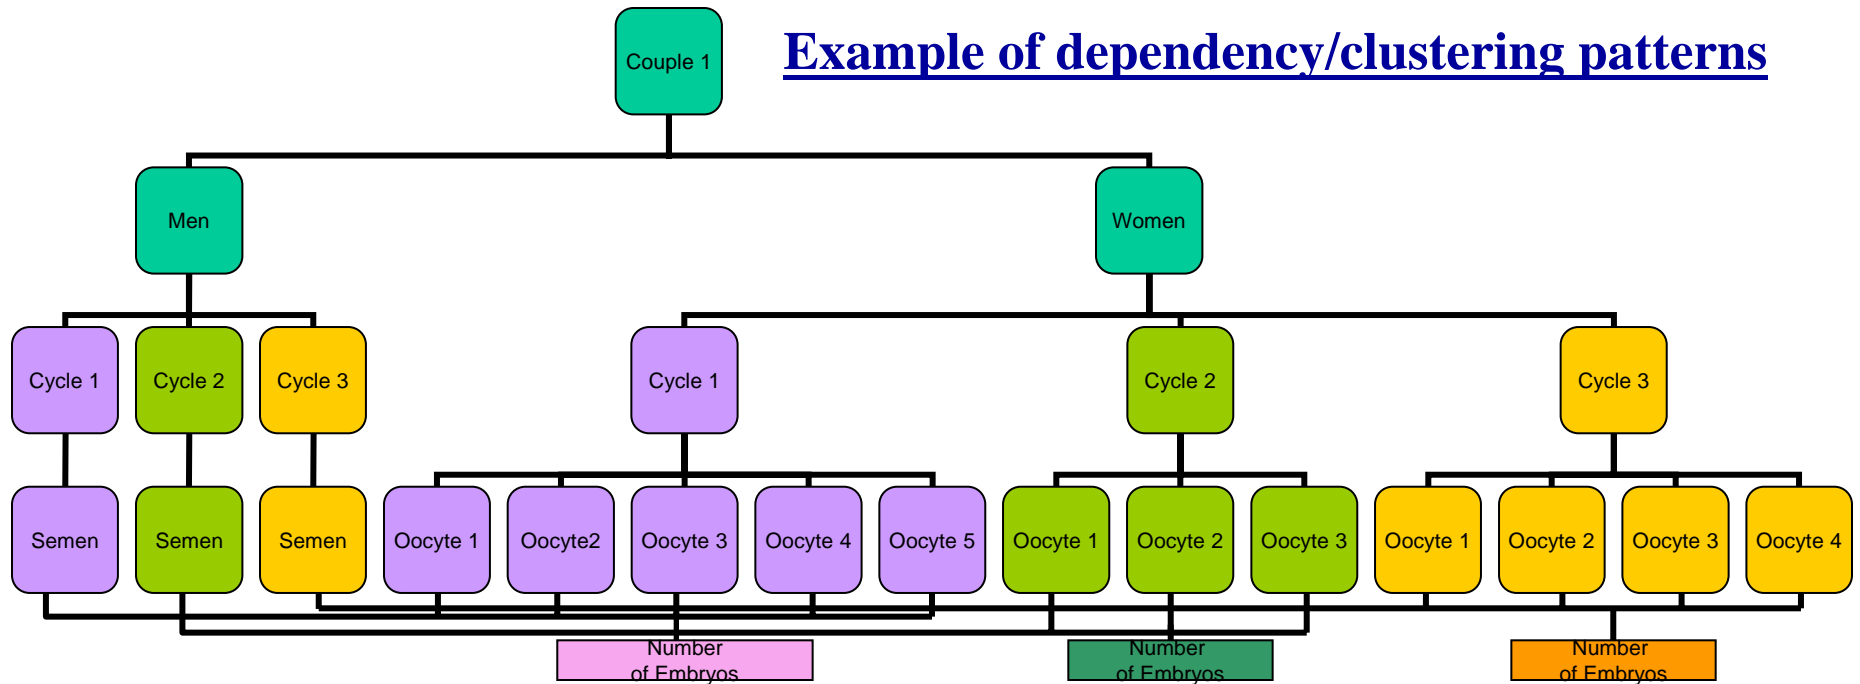 Example of dependency/clustering patterns
Couple 1
Men
Women
Cycle 1
Cycle 2
Cycle 3
Cycle 1
Cycle 2
Cycle 3
Semen
Semen
Semen
Oocyte 1
Oocyte2
Oocyte 3
Oocyte 4
Oocyte 5
Oocyte 1
Oocyte 2
Oocyte 3
Oocyte 1
Oocyte 2
Oocyte 3
Oocyte 4
Number
of Embryos
Number
of Embryos
Number
of Embryos